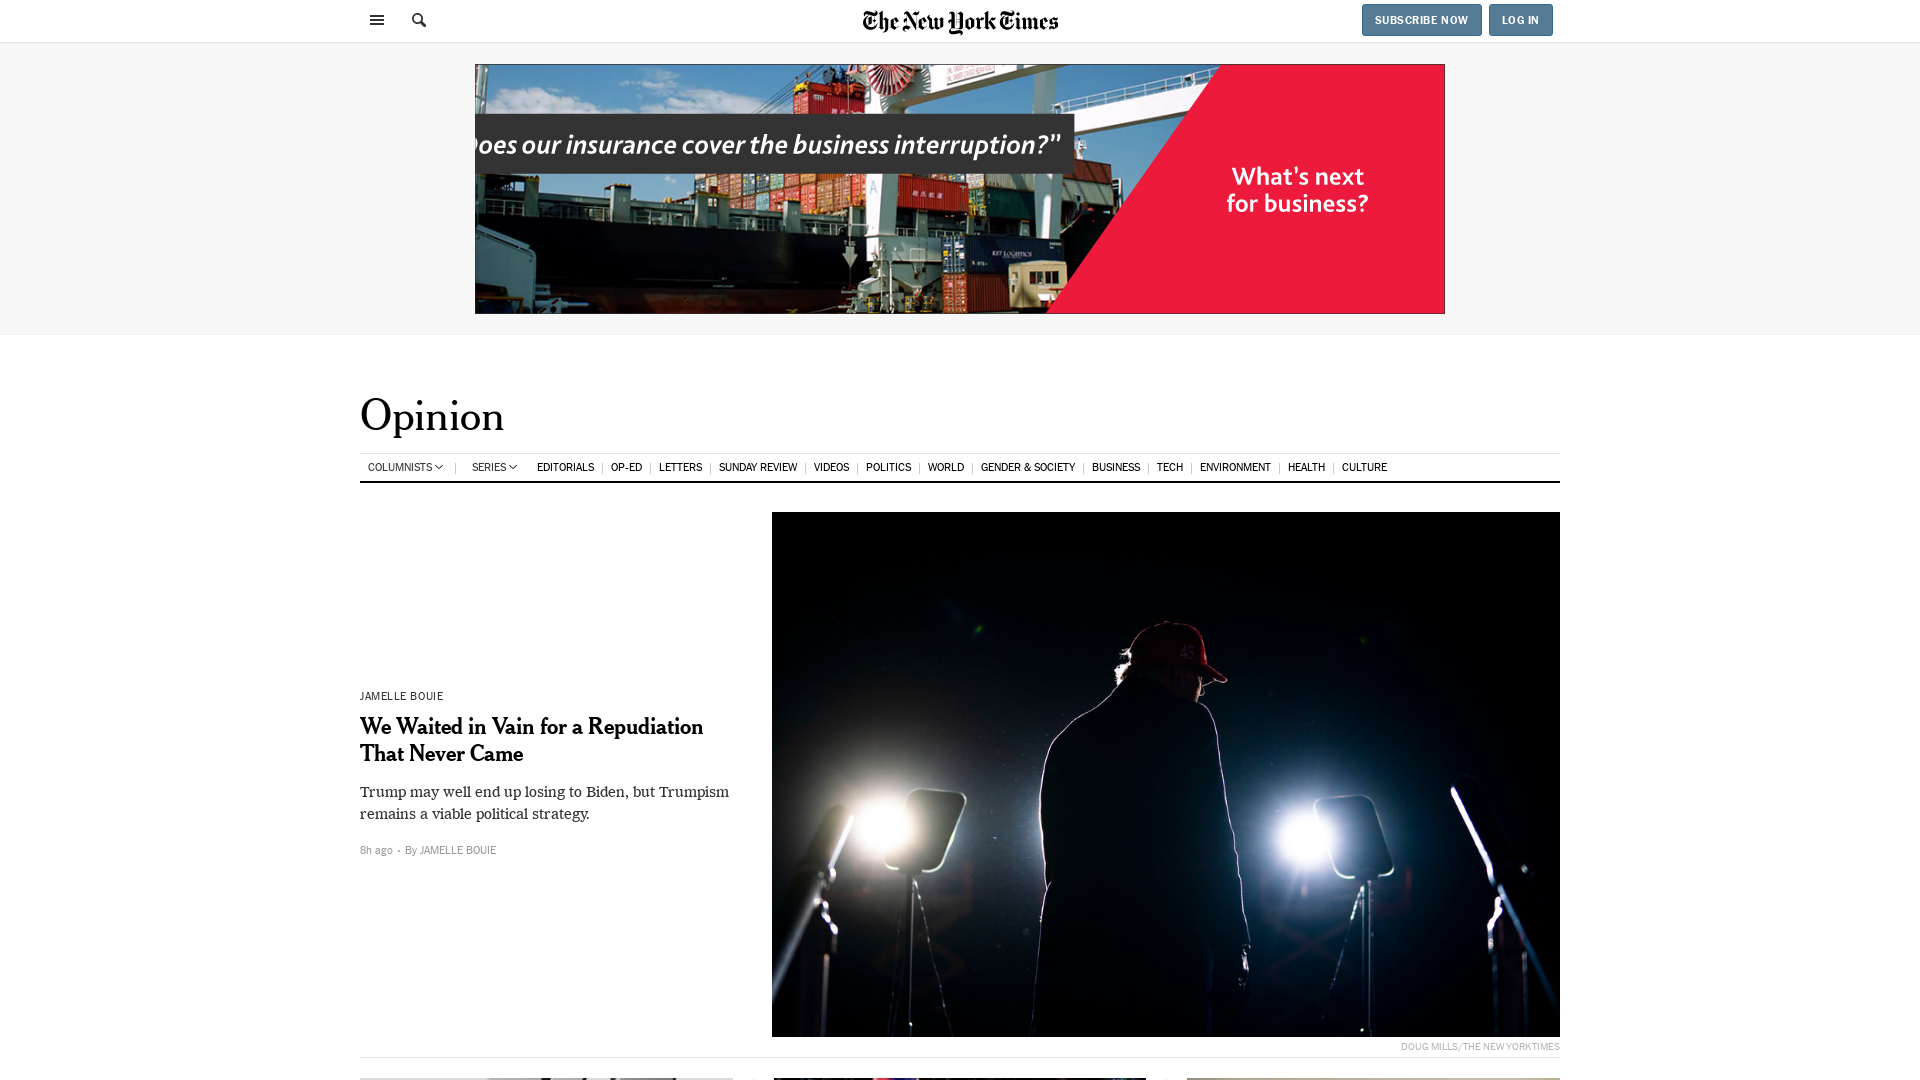 The New York Times
SUBSCRIBE NOW
LOG IN
oes our insurance cover the business interruption?”
What’s next
for business?
Opinion
COLUMNISTS
SERIES
EDITORIALS
OP-ED
LETTERS
SUNDAY REVIEW
VIDEOS
POLITICS
WORLD
GENDER & SOCIETY
BUSINESS
TECH
ENVIRONMENT
HEALTH
CULTURE
JAMELLE BOUIE
We Waited in Vain for a Repudiation
That Never Came
Trump may well end up losing to Biden, but Trumpism
remains a viable political strategy.
8h ago • By JAMELLE BOUIE
45
DOUG MILLS/THE NEW YORK TIMES